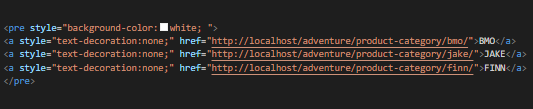 <pre style="background-color:white; ">
<a style="text-decoration:none;" href="http://localhost/adventure/product-category/bmo/">BMO</a>
<a style="text-decoration:none;" href="http://localhost/adventure/product-category/jake/">JAKE</a>
<a style="text-decoration:none;" href="http://localhost/adventure/product-category/finn/">FINN</a>
</pre>